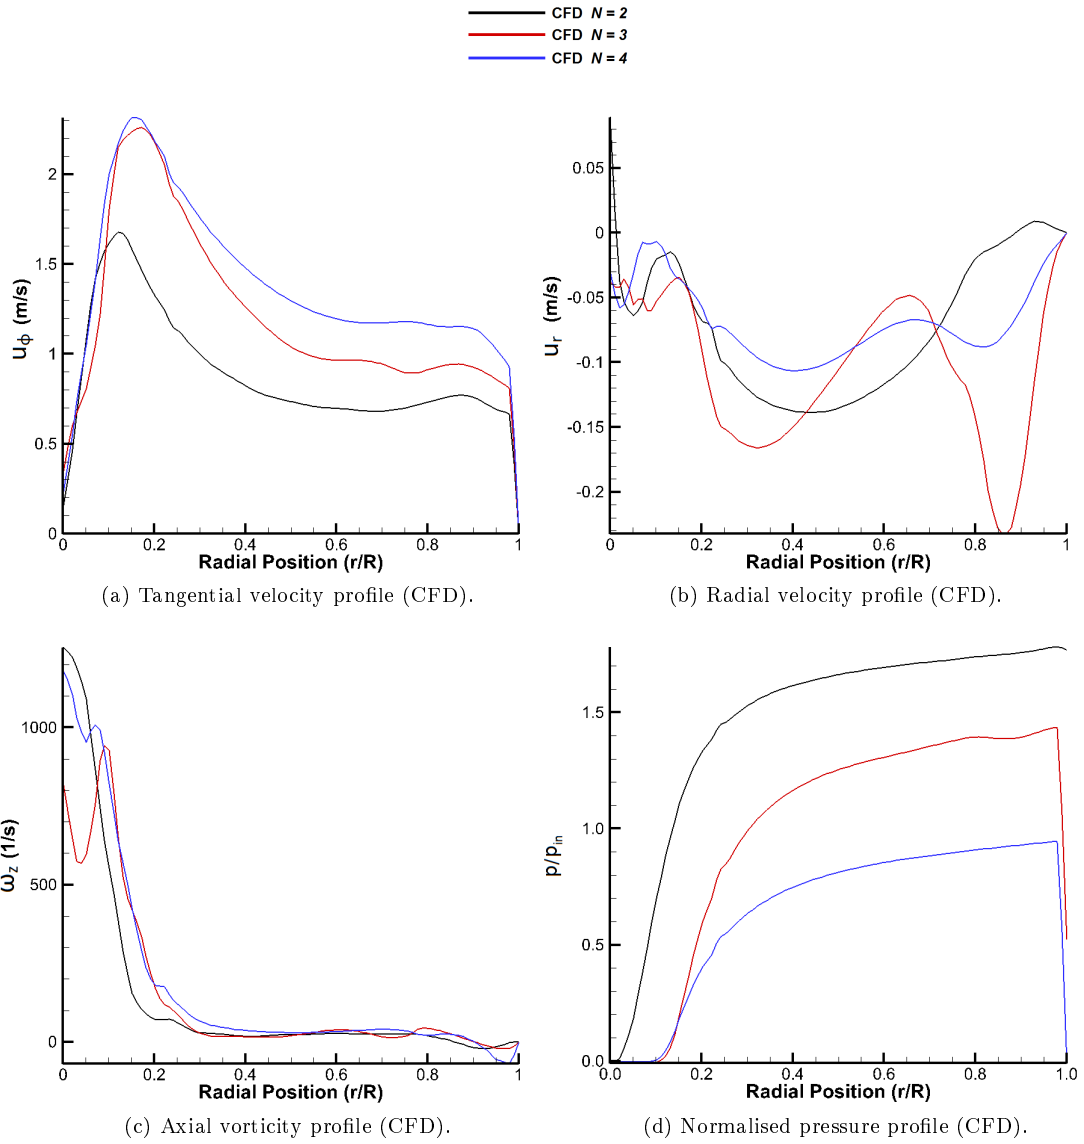 CFD N = 2
CFD N = 3
CFD N = 4
2
1.5
1
0.5
0
uϕ (m/s)
0 0.2 0.4 0.6 0.8 1
Radial Position (r/R)
(a) Tangential velocity profile (CFD).
0.05
0
-0.05
-0.1
-0.15
-0.2
ur (m/s)
0 0.2 0.4 0.6 0.8 1.0
Radial Position (r/R)
(b) Radial velocity profile (CFD).
1000
500
0
ωz (1/s)
0 0.2 0.4 0.6 0.8 1
Radial Position (r/R)
(c) Axial vorticity profile (CFD).
1.5
1.0
0.5
0.0
p/pin
0.0 0.2 0.4 0.6 0.8 1.0
Radial Position (r/R)
(d) Normalised pressure profile (CFD).